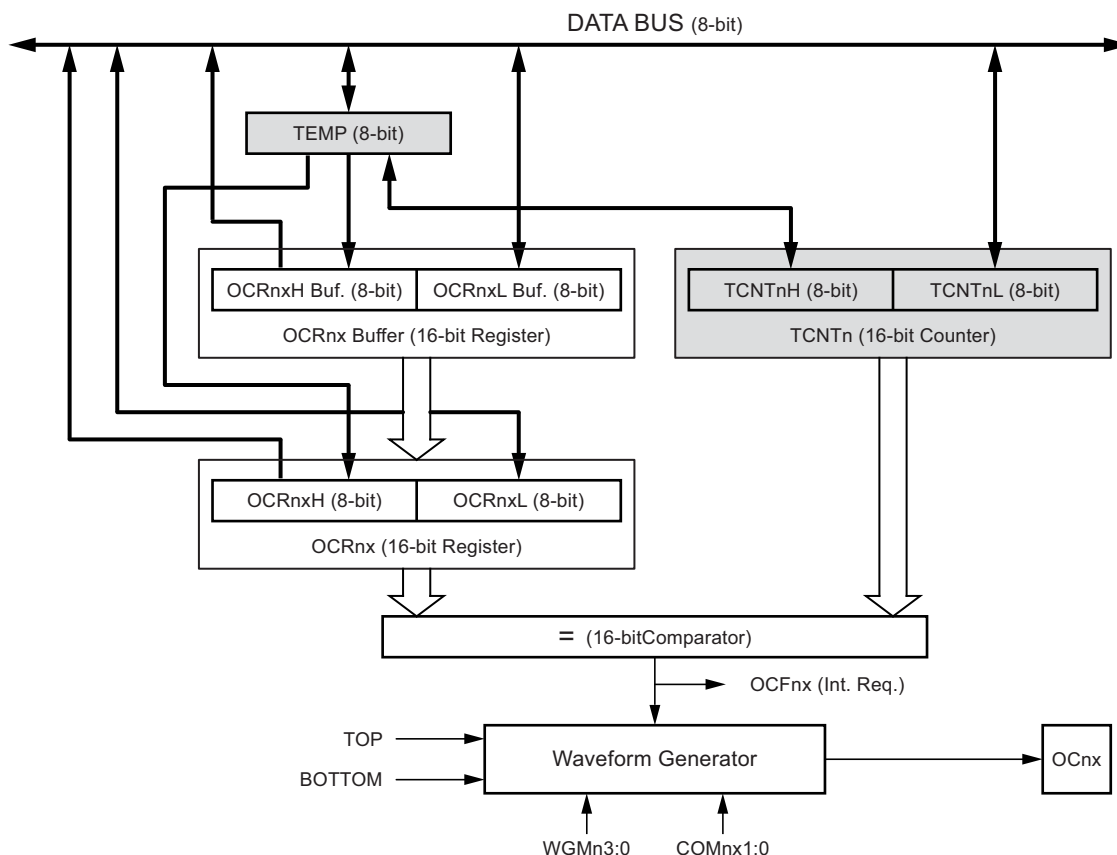 DATA BUS (8-bit)
TEMP (8-bit)
OCRnxH Buf. (8-bit)
OCRnxL Buf. (8-bit)
OCRnx Buffer (16-bit Register)
TCNTnH (8-bit)
TCNTnL (8-bit)
TCNTn (16-bit Counter)
OCRnxH (8-bit)
OCRnxL (8-bit)
OCRnx (16-bit Register)
= (16-bitComparator)
OCFnx (Int. Req.)
TOP
BOTTOM
Waveform Generator
OCnx
WGMn3:0
COMnx1:0